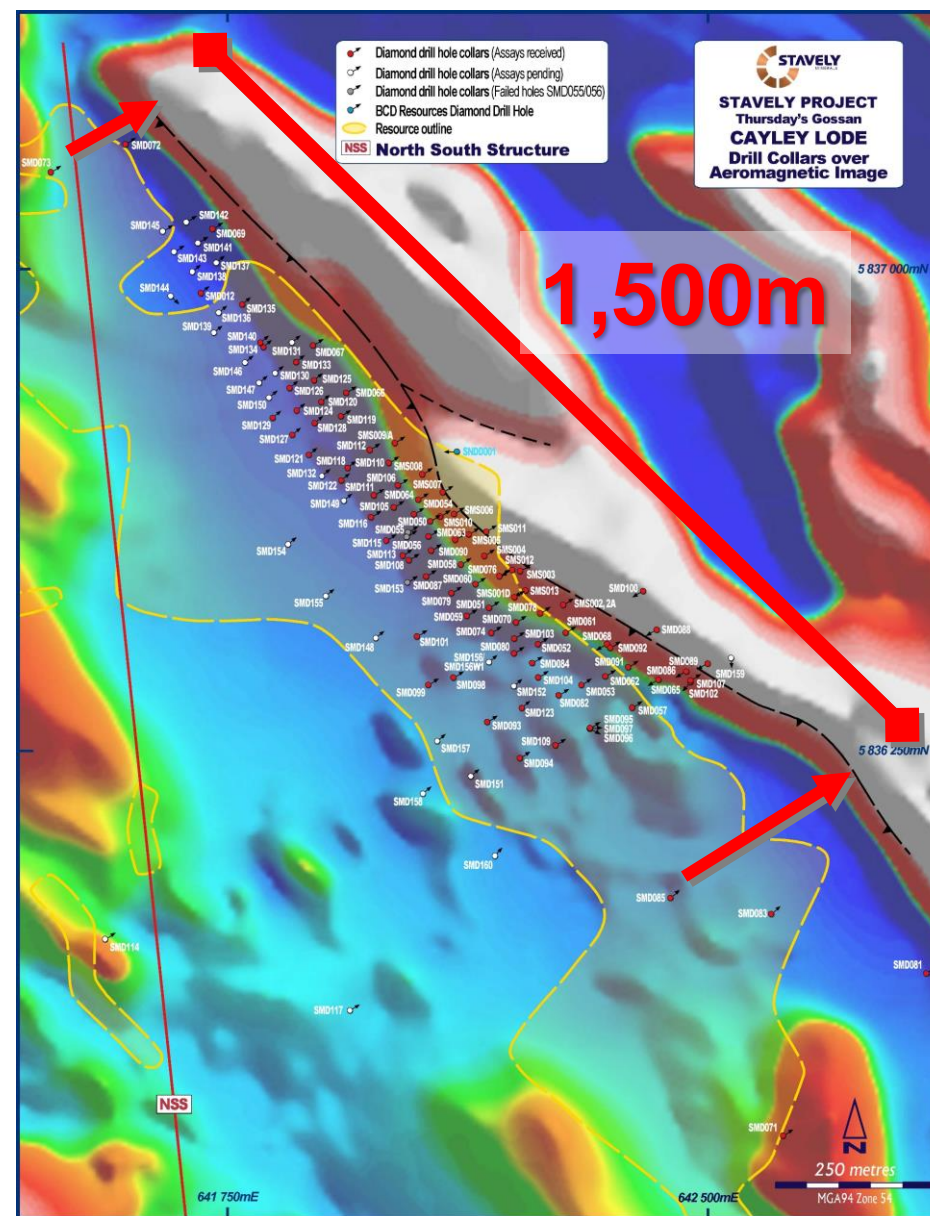 Diamond drill hole collars (Assays received)
Diamond drill hole collars (Assays pending)
Diamond drill hole collars (Failed holes SMD055/056)
BCD Resources Diamond Drill Hole
Resource outline
NSS North South Structure
STAVELY
STAVELY PROJECT
Thursday's Gossan
CAYLEY LODE
Drill Collars over
Aeromagnetic Image
1,500m
5 837 000mN
5 836 250mN
641 750mE
642 500mE
NSS
N
250 metres
MGA94 Zone 54
SMD072
SMD073
SMD142
SMD145
SMD069
SMD141
SMD143
SMD137
SMD138
SMD144
SMD012
SMD135
SMD136
SMD139
SMD140
SMD134
SMD131
SMD067
SMD133
SMD146
SMD130
SMD125
SMD147
SMD126
SMD066
SMD150
SMD120
SMD124
SMD119
SMD129
SMD128
SMD127
SMS009/A
SMD112
SND0001
SMD121
SMD118
SMD110
SMS008
SMD132
SMD106
SMS007
SMD122
SMD111
SMD064
SMD149
SMD105
SMD054
SMS006
SMD116
SMD050
SMS010
SMS011
SMD055
SMD063
SMS005
SMD115
SMD056
SMD154
SMD090
SMS004
SMD113
SMD108
SMD058
SMS012
SMD076
SMS003
SMD153
SMD087
SMD060
SMD100
SMD155
SMD079
SMS001D
SMS013
SMD051
SMS002, 2A
SMD059
SMD070
SMD078
SMD061
SMD074
SMD088
SMD148
SMD101
SMD103
SMD068
SMD080
SMD052
SMD092
SMD156
SMD156W1
SMD084
SMD091
SMD089
SMD159
SMD086
SMD099
SMD098
SMD104
SMD062
SMD107
SMD152
SMD053
SMD065
SMD102
SMD082
SMD123
SMD057
SMD093
SMD095
SMD097
SMD096
SMD157
SMD109
SMD094
SMD151
SMD158
SMD160
SMD085
SMD083
SMD114
SMD081
SMD117
SMD071